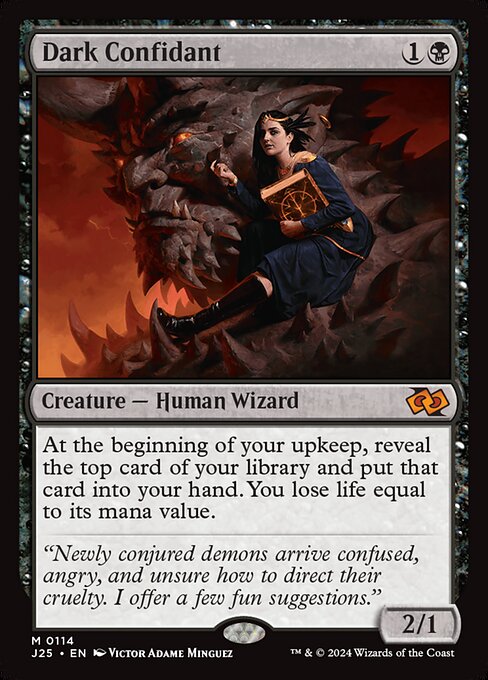 Dark Confidant 1
Creature — Human Wizard
At the beginning of your upkeep, reveal
the top card of your library and put that
card into your hand. You lose life equal
to its mana value.
“Newly conjured demons arrive confused,
angry, and unsure how to direct their
cruelty. I offer a few fun suggestions.”
2/1
M 0114
J25 • EN Victor Adame Minguez
™ & © 2024 Wizards of the Coast